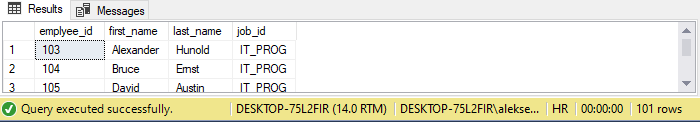 Results Messages
emplyee_id first_name last_name job_id
1 103 Alexander Hunold IT_PROG
2 104 Bruce Ernst IT_PROG
3 105 David Austin IT_PROG
Query executed successfully. DESKTOP-75L2FIR (14.0 RTM) DESKTOP-75L2FIR\alekse... HR 00:00:00 101 rows